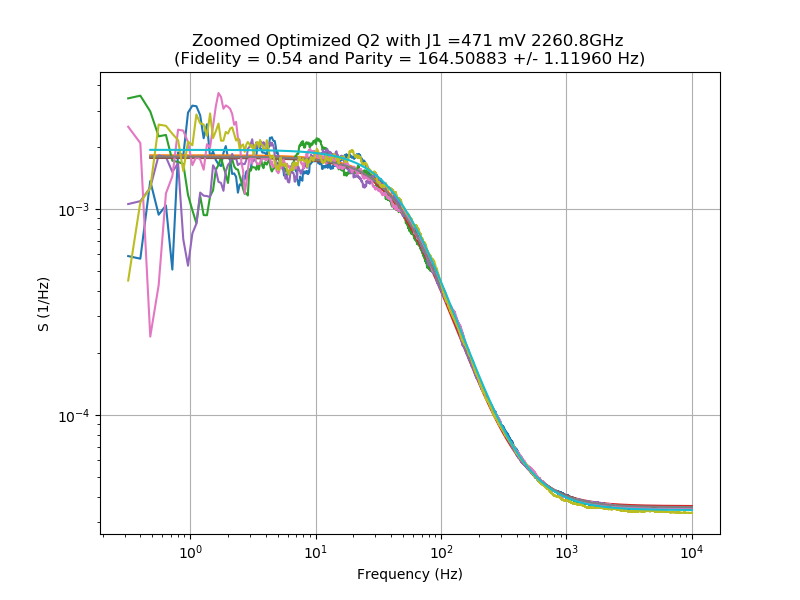 Zoomed Optimized Q2 with J1 =471 mV 2260.8GHz
(Fidelity = 0.54 and Parity = 164.50883 +/- 1.11960 Hz)
S (1/Hz)
10⁻³
10⁻⁴
10⁰ 10¹ 10² 10³ 10⁴
Frequency (Hz)